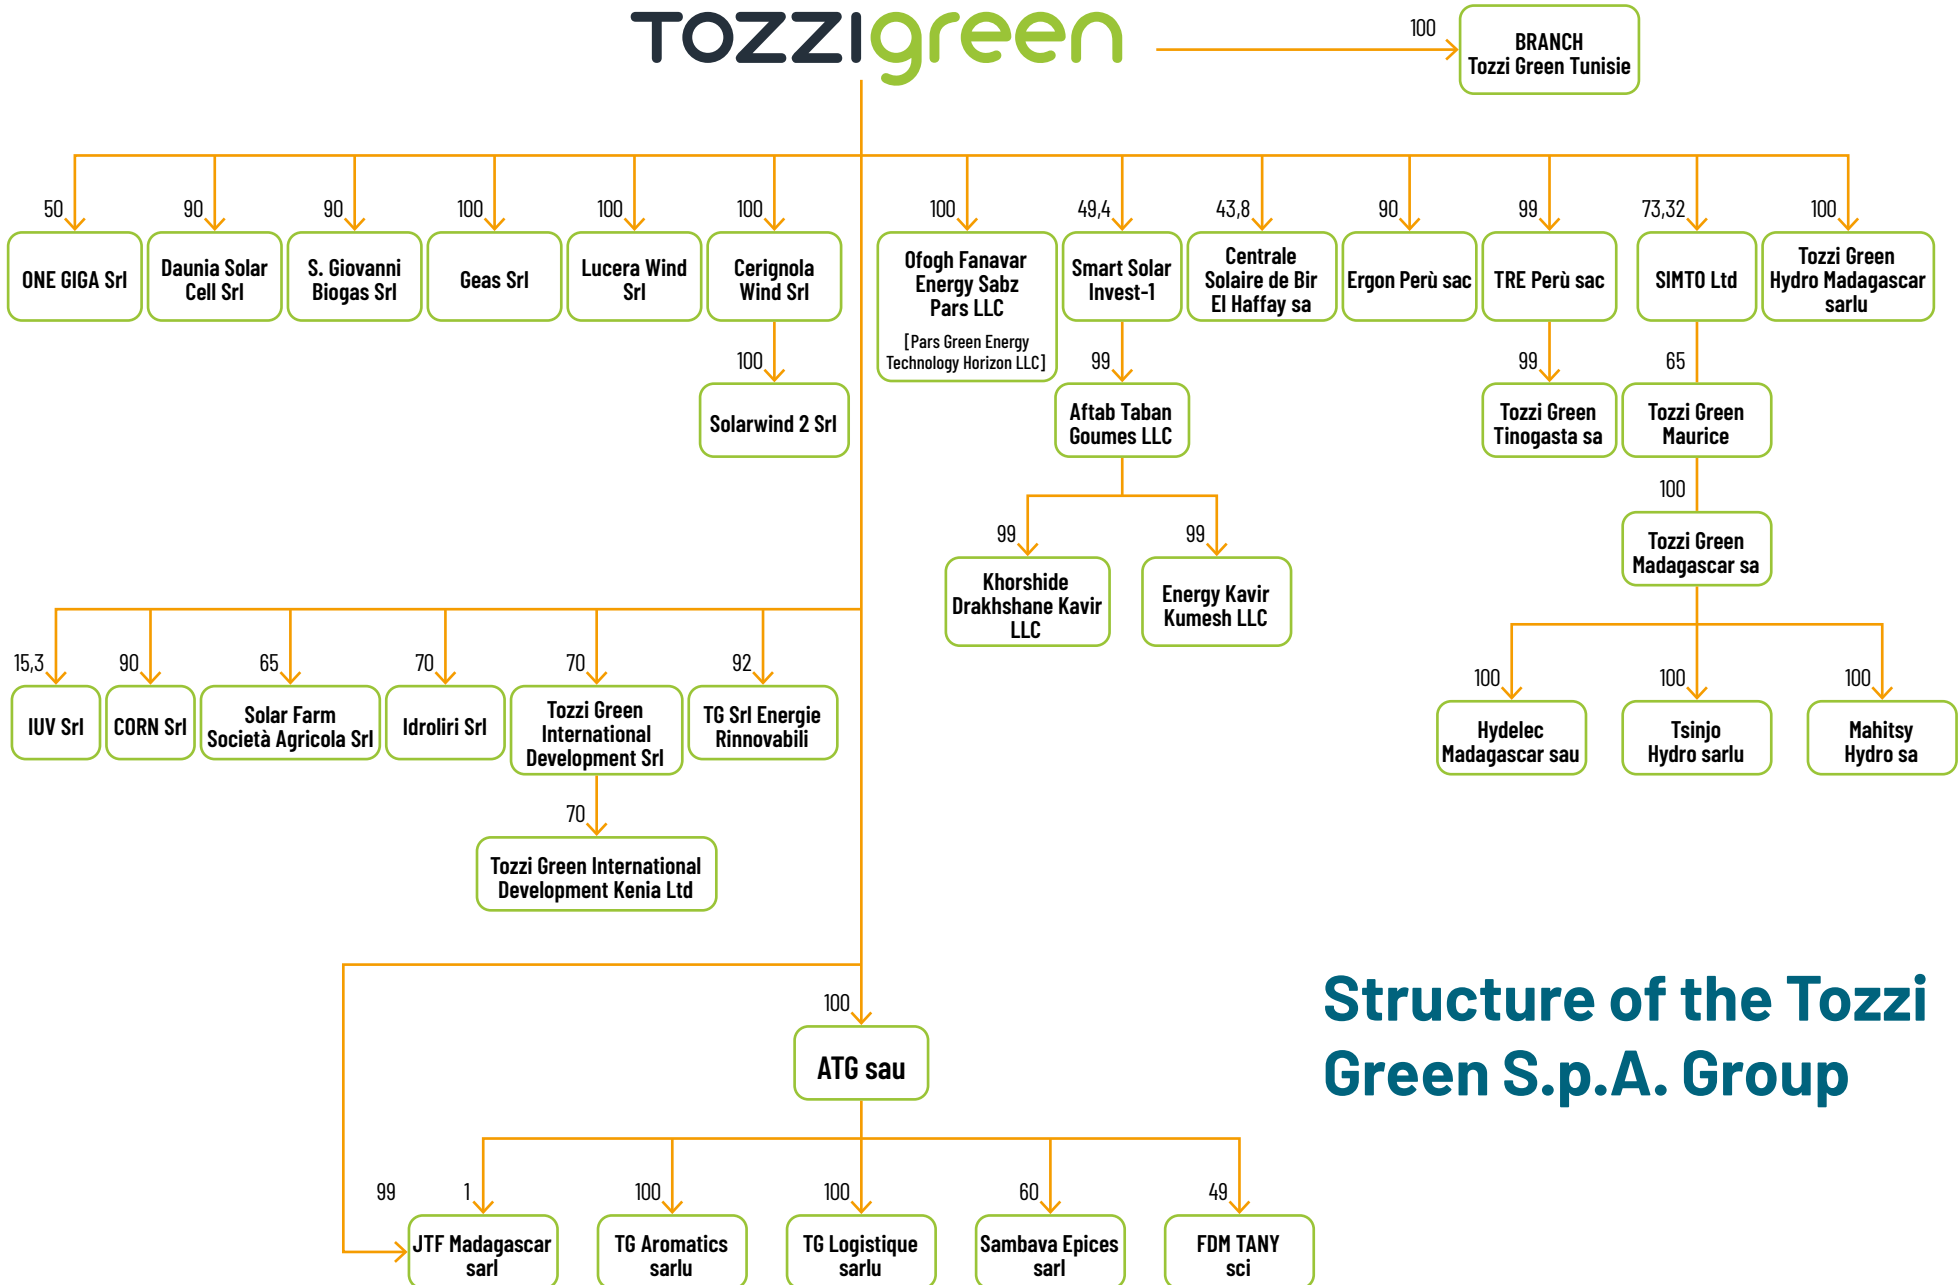 TOZZIgreen
100
BRANCH
Tozzi Green Tunisie
50
90
90
100
100
100
100
49,4
43,8
90
99
73,32
100
ONE GIGA Srl
Daunia Solar
Cell Srl
S. Giovanni
Biogas Srl
Geas Srl
Lucera Wind
Srl
Cerignola
Wind Srl
Ofogh Fanavar
Energy Sabz
Pars LLC
[Pars Green Energy
Technology Horizon LLC]
Smart Solar
Invest-1
Centrale
Solaire de Bir
El Haffay sa
Ergon Perù sac
TRE Perù sac
SIMTO Ltd
Tozzi Green
Hydro Madagascar
sarlu
100
99
99
65
Solarwind 2 Srl
Aftab Taban
Goumes LLC
Tozzi Green
Tinogasta sa
Tozzi Green
Maurice
100
99
99
Tozzi Green
Madagascar sa
Khorshide
Drakhshane Kavir
LLC
Energy Kavir
Kumesh LLC
15,3
90
65
70
70
92
100
100
100
IUV Srl
CORN Srl
Solar Farm
Società Agricola Srl
Idroliri Srl
Tozzi Green
International
Development Srl
TG Srl Energie
Rinnovabili
Hydelec
Madagascar sau
Tsinjo
Hydro sarlu
Mahitsy
Hydro sa
70
Tozzi Green International
Development Kenia Ltd
100
ATG sau
Structure of the Tozzi
Green S.p.A. Group
99
1
100
100
60
49
JTF Madagascar
sarl
TG Aromatics
sarlu
TG Logistique
sarlu
Sambava Epices
sarl
FDM TANY
sci